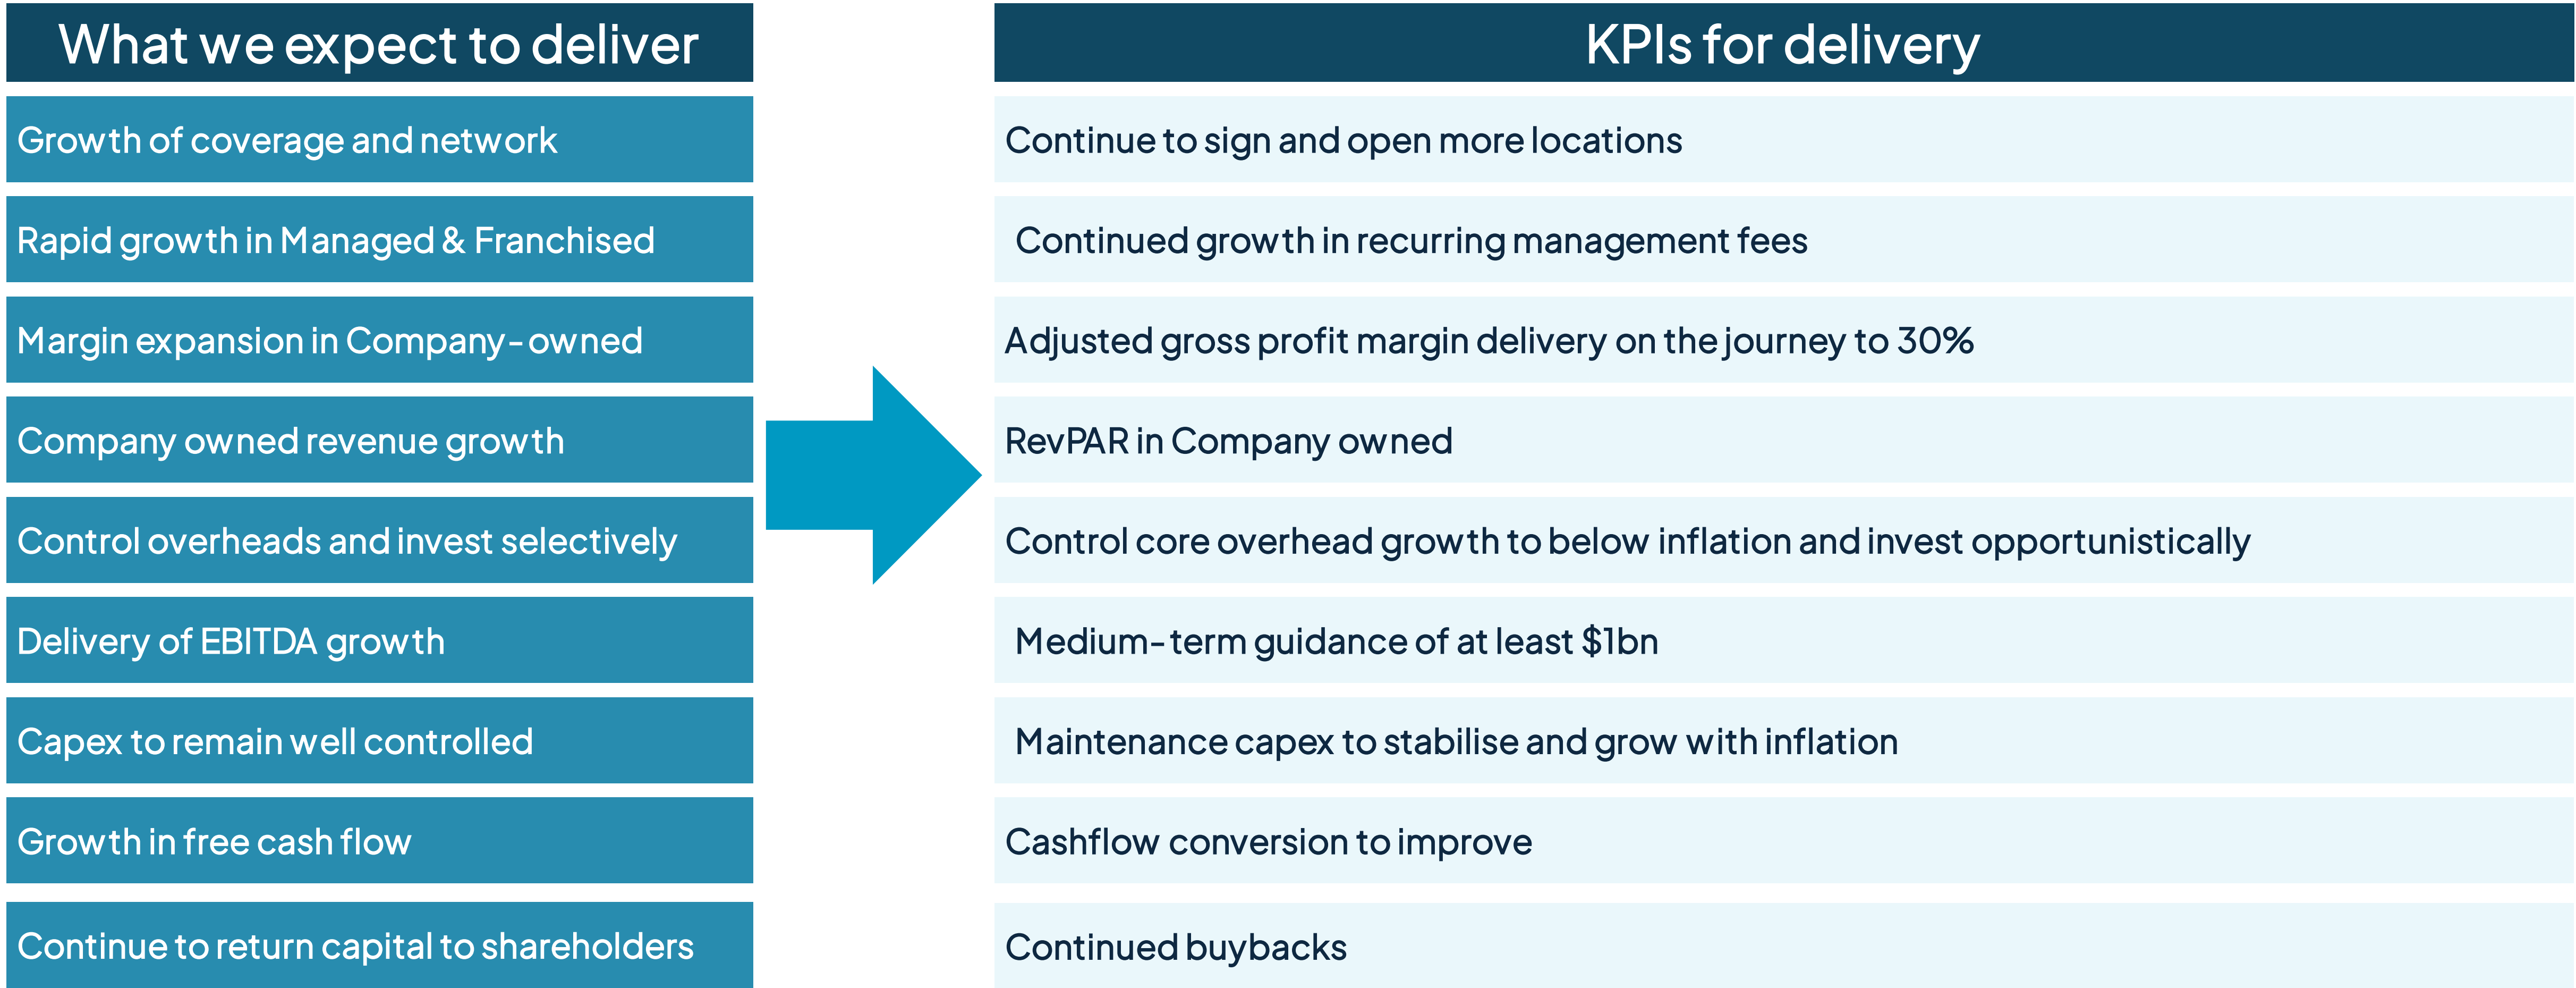 What we expect to deliver
KPIs for delivery
Growth of coverage and network
Continue to sign and open more locations
Rapid growth in Managed & Franchised
Continued growth in recurring management fees
Margin expansion in Company-owned
Adjusted gross profit margin delivery on the journey to 30%
Company owned revenue growth
RevPAR in Company owned
Control overheads and invest selectively
Control core overhead growth to below inflation and invest opportunistically
Delivery of EBITDA growth
Medium-term guidance of at least $1bn
Capex to remain well controlled
Maintenance capex to stabilise and grow with inflation
Growth in free cash flow
Cashflow conversion to improve
Continue to return capital to shareholders
Continued buybacks